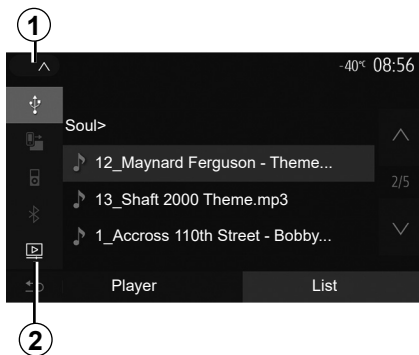 1
-40°C 08:56
Soul>
12_Maynard Ferguson - Theme...
13_Shaft 2000 Theme.mp3
2/5
1_Accross 110th Street - Bobby...
Player List
2